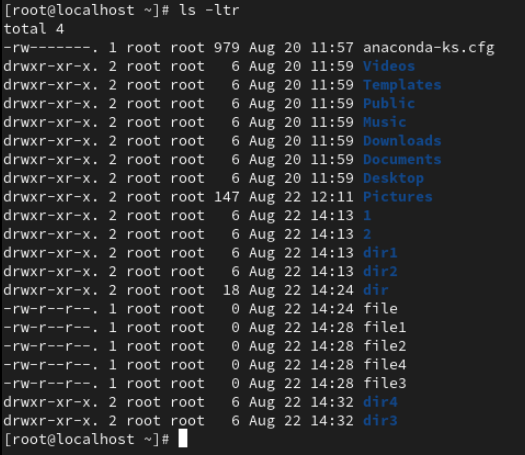 [root@localhost ~]# ls -ltr
total 4
-rw-------. 1 root root 979 Aug 20 11:57 anaconda-ks.cfg
drwxr-xr-x. 2 root root   6 Aug 20 11:59 Videos
drwxr-xr-x. 2 root root   6 Aug 20 11:59 Templates
drwxr-xr-x. 2 root root   6 Aug 20 11:59 Public
drwxr-xr-x. 2 root root   6 Aug 20 11:59 Music
drwxr-xr-x. 2 root root   6 Aug 20 11:59 Downloads
drwxr-xr-x. 2 root root   6 Aug 20 11:59 Documents
drwxr-xr-x. 2 root root   6 Aug 20 11:59 Desktop
drwxr-xr-x. 2 root root 147 Aug 22 12:11 Pictures
drwxr-xr-x. 2 root root   6 Aug 22 14:13 1
drwxr-xr-x. 2 root root   6 Aug 22 14:13 2
drwxr-xr-x. 2 root root   6 Aug 22 14:13 dir1
drwxr-xr-x. 2 root root   6 Aug 22 14:13 dir2
drwxr-xr-x. 2 root root  18 Aug 22 14:24 dir
-rw-r--r--. 1 root root   0 Aug 22 14:24 file
-rw-r--r--. 1 root root   0 Aug 22 14:28 file1
-rw-r--r--. 1 root root   0 Aug 22 14:28 file2
-rw-r--r--. 1 root root   0 Aug 22 14:28 file4
-rw-r--r--. 1 root root   0 Aug 22 14:28 file3
drwxr-xr-x. 2 root root   6 Aug 22 14:32 dir4
drwxr-xr-x. 2 root root   6 Aug 22 14:32 dir3
[root@localhost ~]#